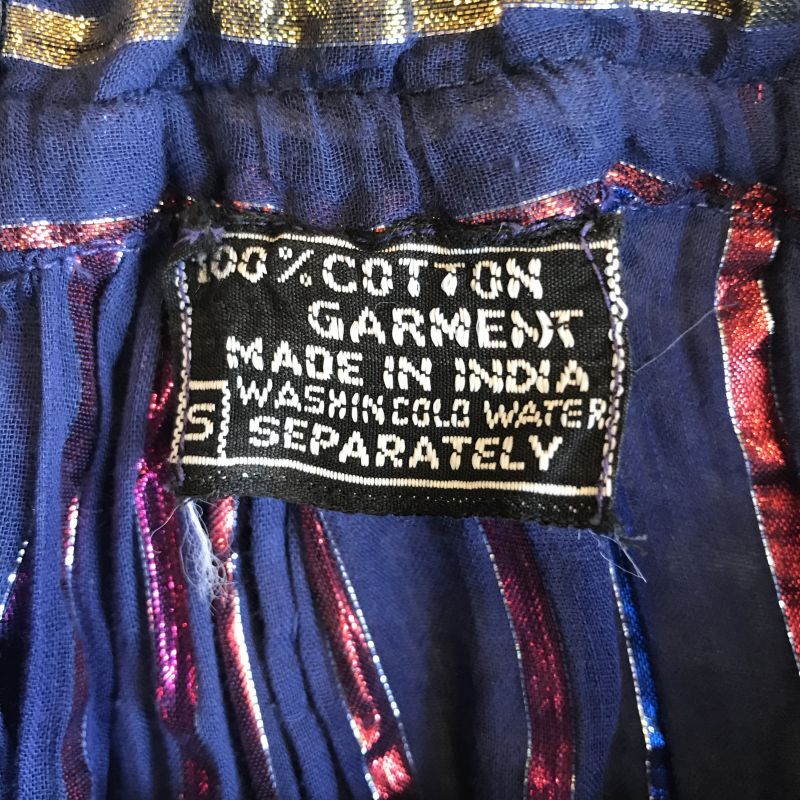 100% COTTON
GARMENT
MADE IN INDIA
WASH IN COLD WATER
S
SEPARATELY